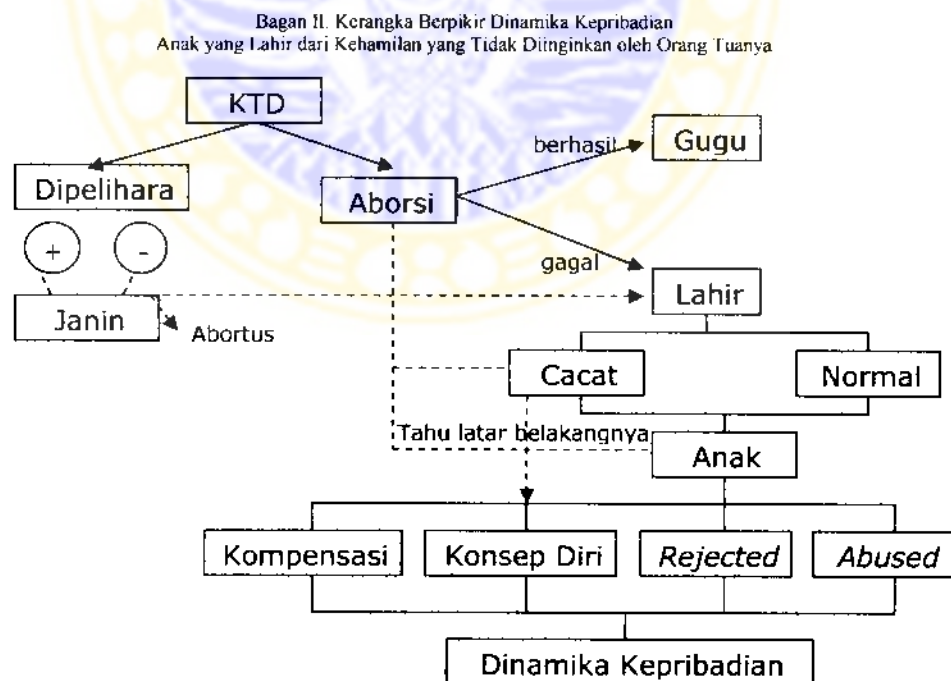 Bagan II. Kerangka Berpikir Dinamika Kepribadian
Anak yang Lahir dari Kehamilan yang Tidak Diinginkan oleh Orang Tuanya
KTD
berhasil
Gugu
Dipelihara
Aborsi
+
-
gagal
Lahir
Janin
Abortus
Cacat
Normal
Tahu latar belakangnya
Anak
Kompensasi
Konsep Diri
Rejected
Abused
Dinamika Kepribadian